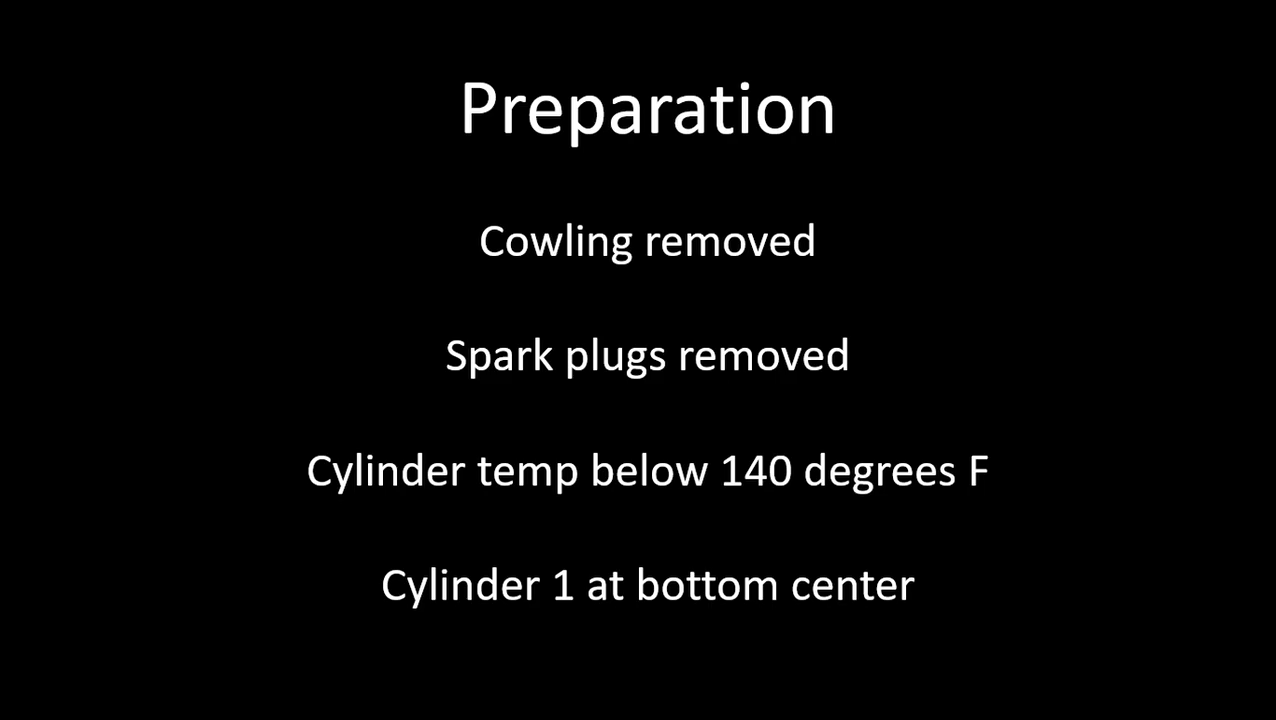 Preparation
Cowling removed
Spark plugs removed
Cylinder temp below 140 degrees F
Cylinder 1 at bottom center